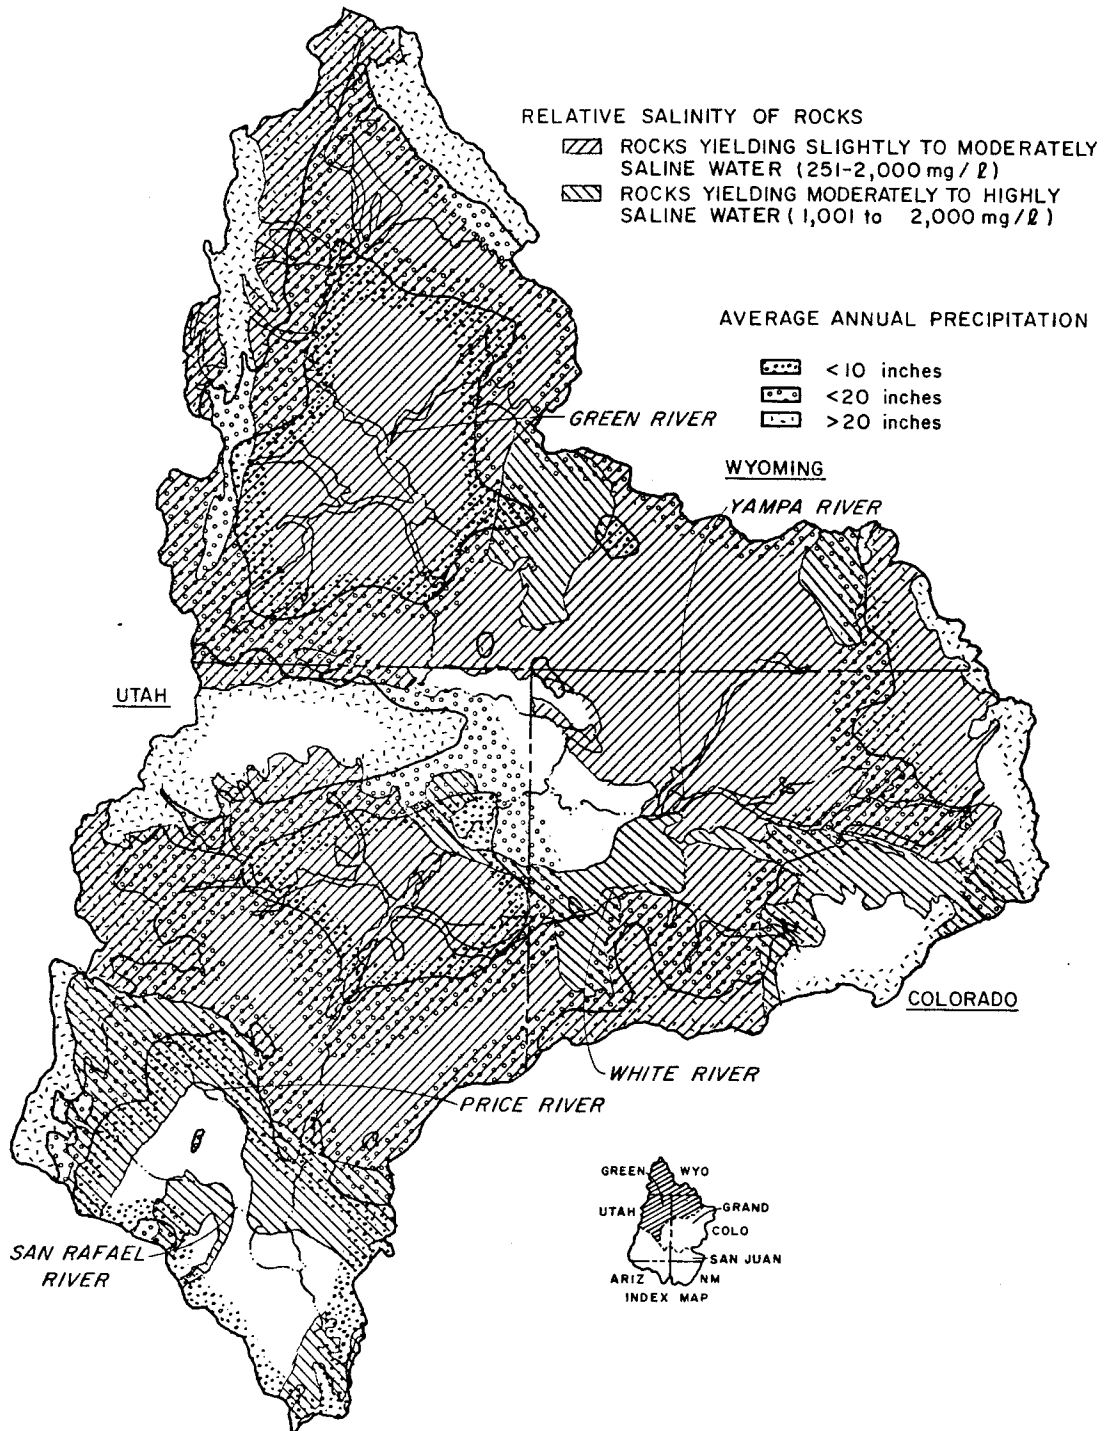 RELATIVE SALINITY OF ROCKS
ROCKS YIELDING SLIGHTLY TO MODERATELY
SALINE WATER (251-2,000 mg/ℓ)
ROCKS YIELDING MODERATELY TO HIGHLY
SALINE WATER (1,001 to 2,000 mg/ℓ)
AVERAGE ANNUAL PRECIPITATION
<10 inches
<20 inches
>20 inches
GREEN RIVER
WYOMING
YAMPA RIVER
UTAH
COLORADO
WHITE RIVER
PRICE RIVER
SAN RAFAEL
RIVER
GREEN WYO
UTAH GRAND
COLO
SAN JUAN
ARIZ NM
INDEX MAP